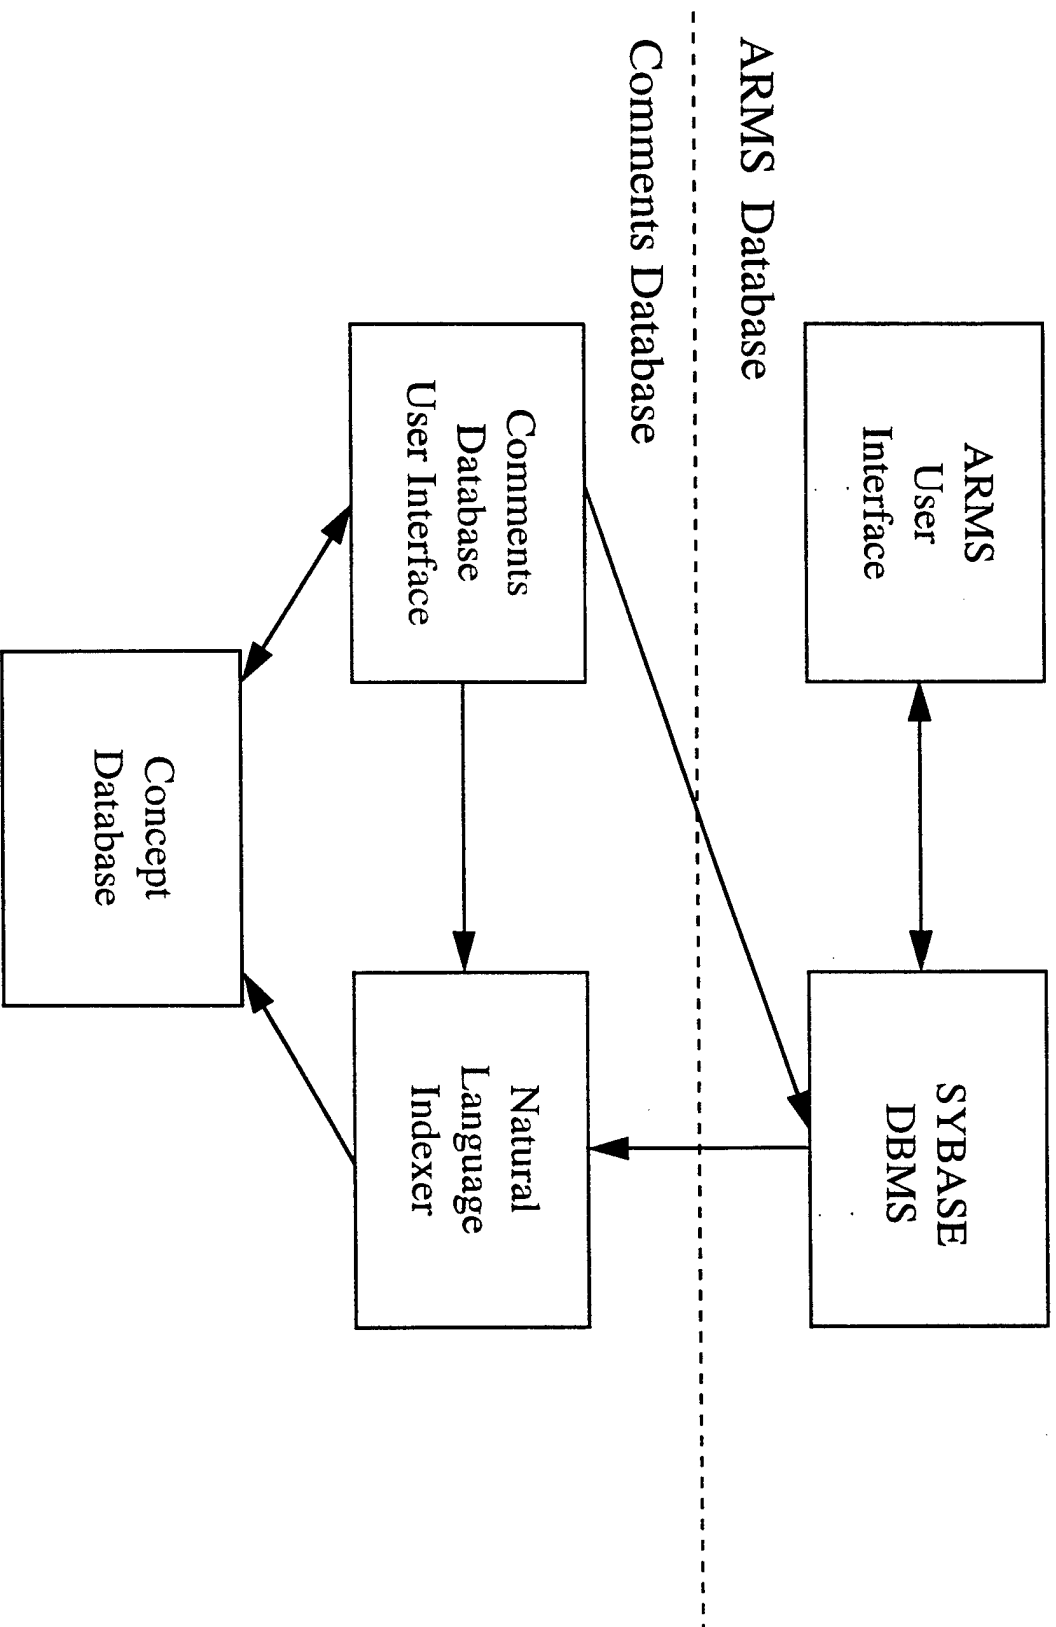 ARMS
User
Interface
SYBASE
DBMS
ARMS Database
Comments Database
Comments
Database
User Interface
Natural
Language
Indexer
Concept
Database